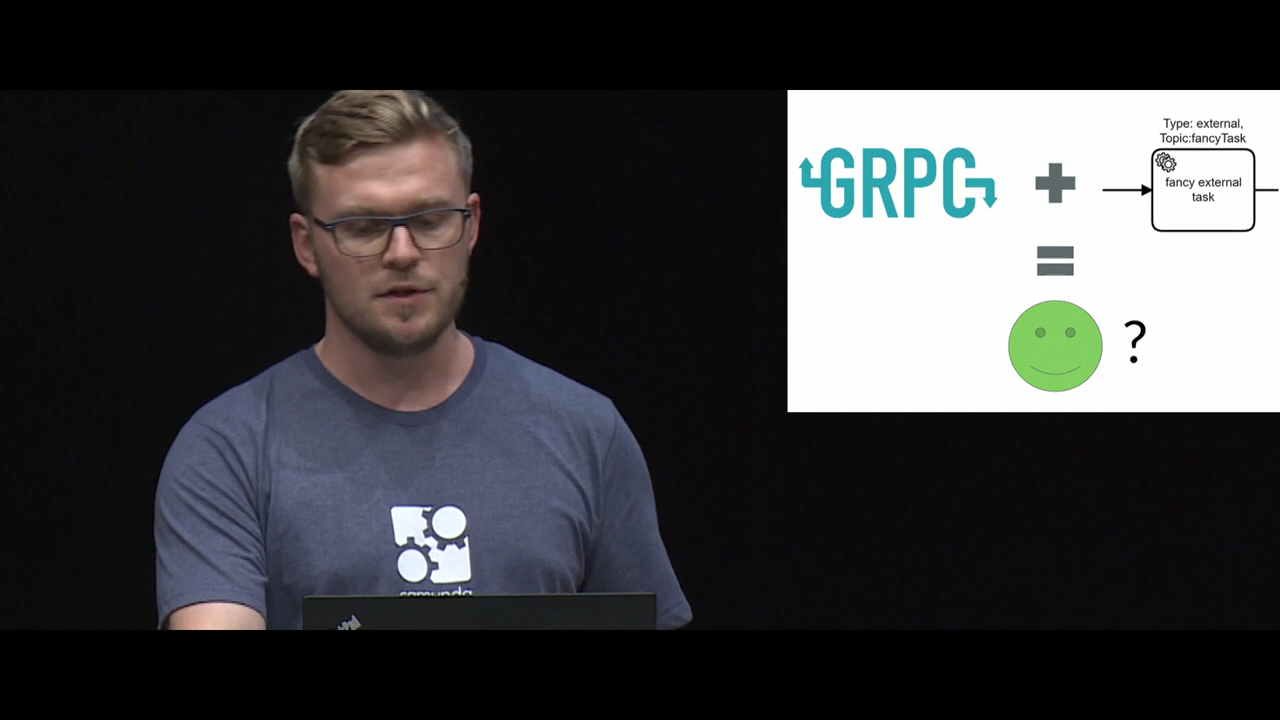 GRPC
Type: external,
Topic:fancyTask
fancy external
task
?
camunda